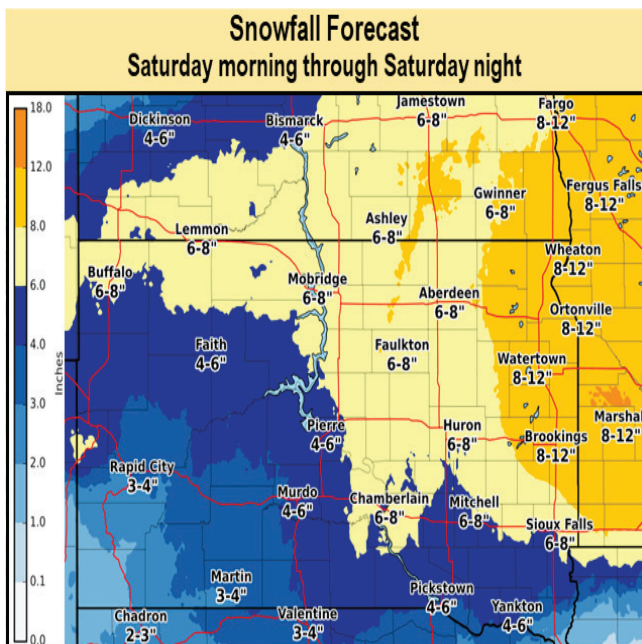 Snowfall Forecast
Saturday morning through Saturday night
18.0
12.0
8.0
6.0
4.0
3.0
2.0
1.0
0.1
0.0
Inches
Dickinson
4-6"
Bismarck
4-6"
Jamestown
6-8"
Fargo
8-12"
Gwinner
6-8"
Fergus Falls
8-12"
Lemmon
6-8"
Ashley
6-8"
Wheaton
8-12"
Buffalo
6-8"
Mobridge
6-8"
Aberdeen
6-8"
Ortonville
8-12"
Faith
4-6"
Faulkton
6-8"
Watertown
8-12"
Marshal
8-12"
Pierre
4-6"
Huron
6-8"
Brookings
8-12"
Rapid City
3-4"
Murdo
4-6"
Chamberlain
6-8"
Mitchell
6-8"
Sioux Falls
6-8"
Martin
3-4"
Pickstown
4-6"
Yankton
4-6"
Chadron
2-3"
Valentine
3-4"